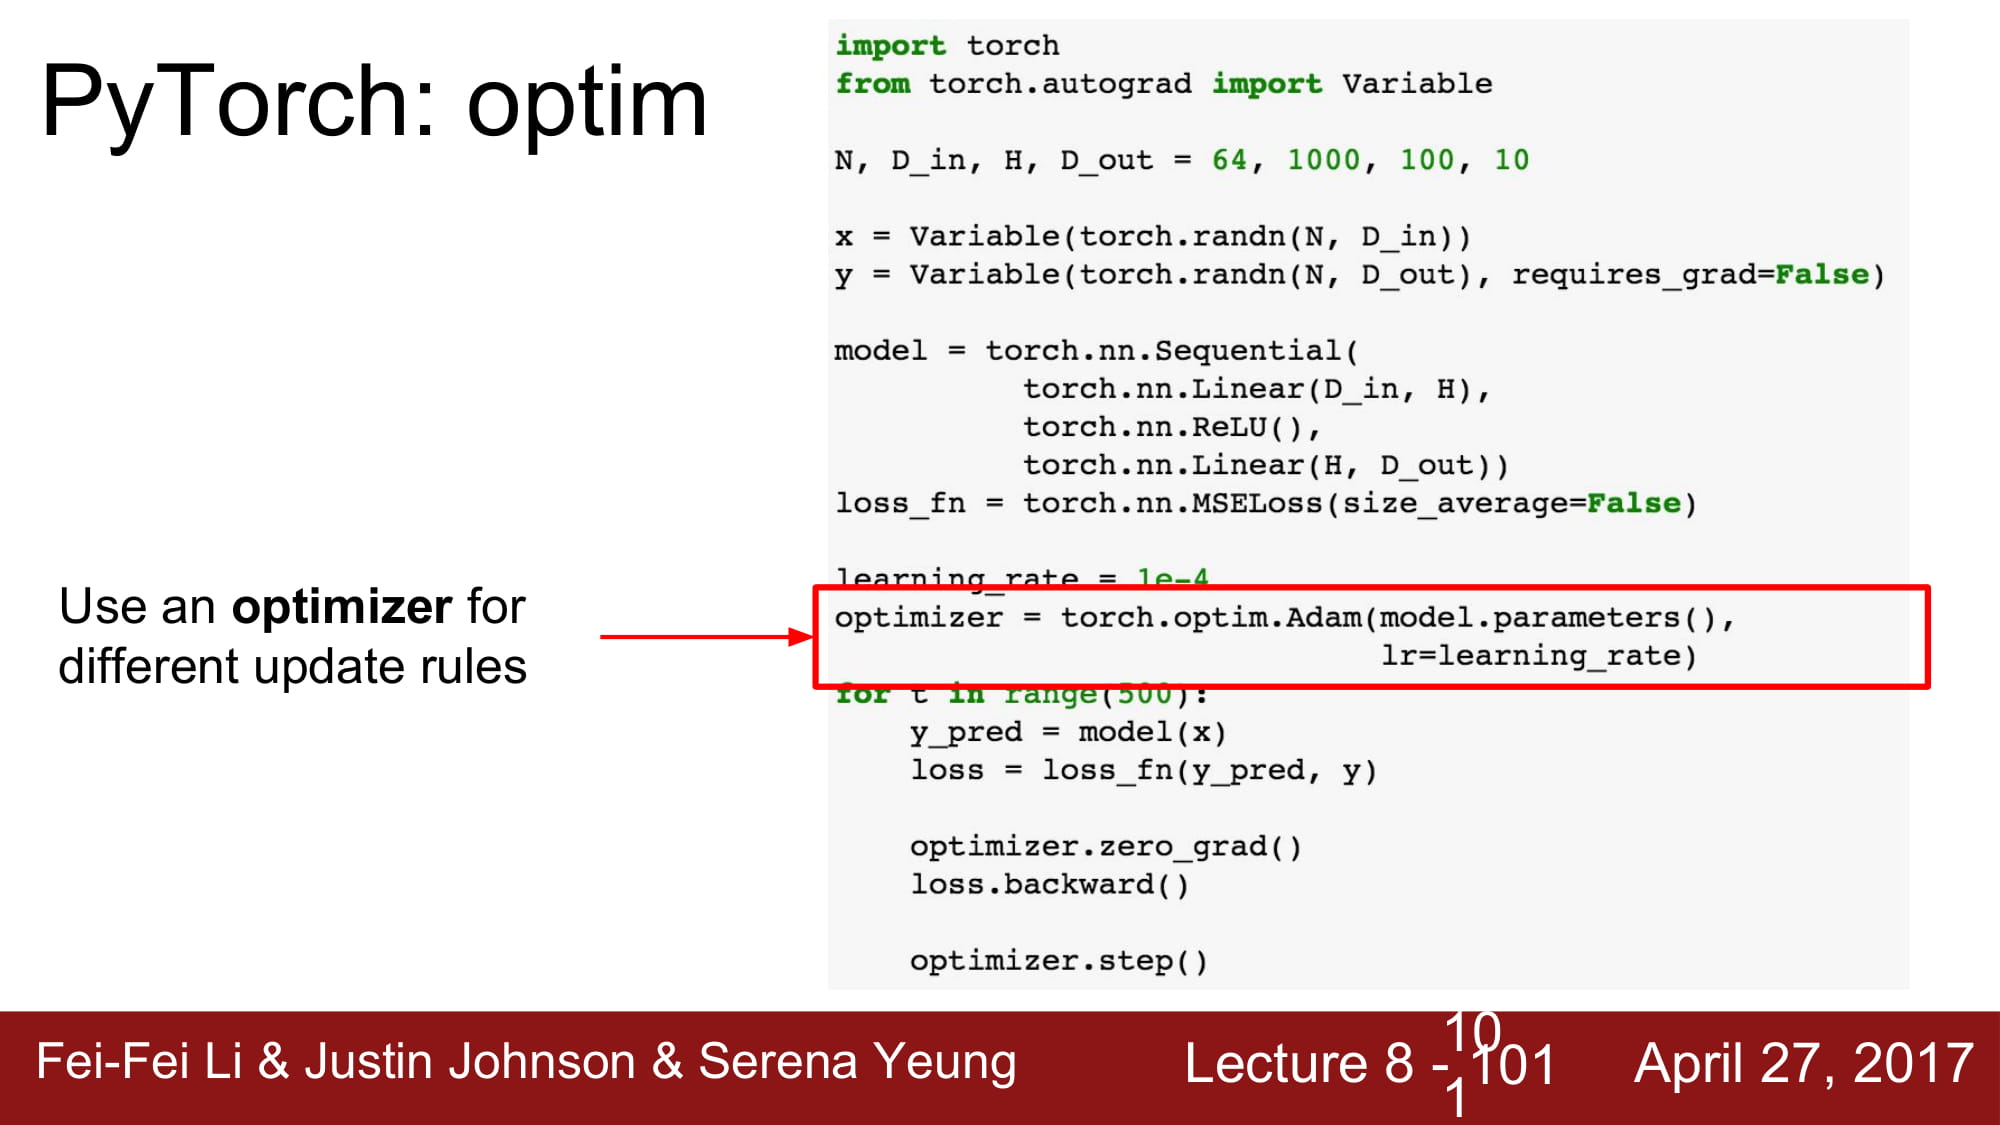 PyTorch: optim
import torch
from torch.autograd import Variable
N, D_in, H, D_out = 64, 1000, 100, 10
x = Variable(torch.randn(N, D_in))
y = Variable(torch.randn(N, D_out), requires_grad=False)
model = torch.nn.Sequential(
torch.nn.Linear(D_in, H),
torch.nn.ReLU(),
torch.nn.Linear(H, D_out))
loss_fn = torch.nn.MSELoss(size_average=False)
learning_rate = 1e-4
optimizer = torch.optim.Adam(model.parameters(),
lr=learning_rate)
for t in range(500):
y_pred = model(x)
loss = loss_fn(y_pred, y)
optimizer.zero_grad()
loss.backward()
optimizer.step()
Use an optimizer for
different update rules
Fei-Fei Li & Justin Johnson & Serena Yeung
Lecture 8 - 101
10
1
April 27, 2017